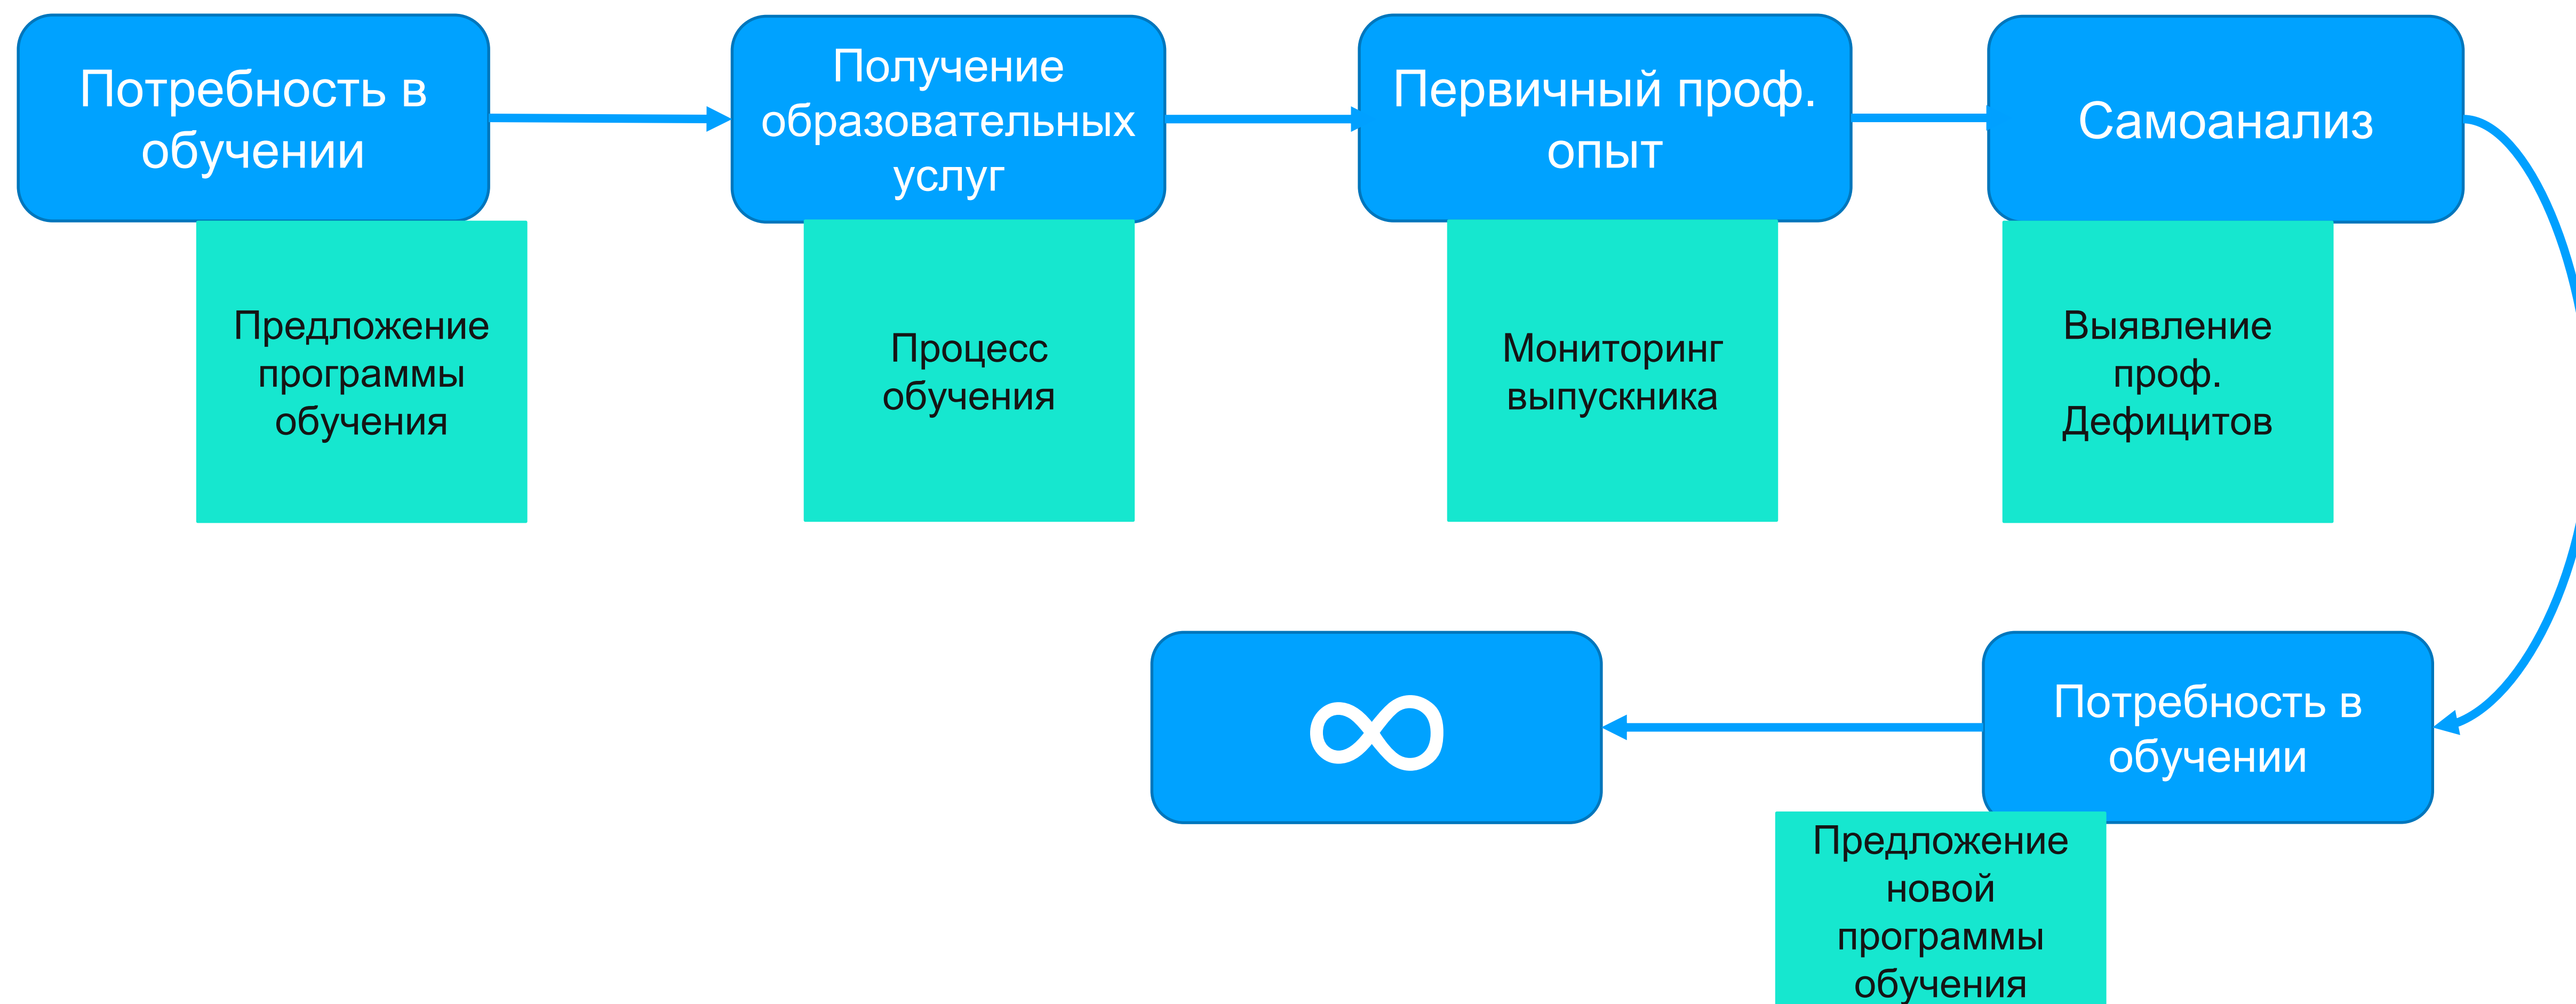 Потребность в
обучении
Получение
образовательных
услуг
Первичный проф.
опыт
Самоанализ
Предложение
программы
обучения
Процесс
обучения
Мониторинг
выпускника
Выявление
проф.
Дефицитов
∞
Потребность в
обучении
Предложение
новой
программы
обучения